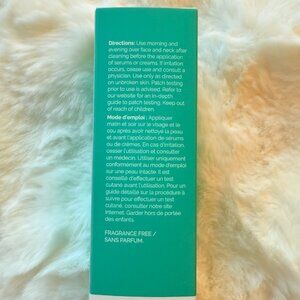 Directions: Use morning and
evening over face and neck after
cleaning before the application
of serums or creams. If irritation
occurs, cease use and consult a
physician. Use only as directed
on unbroken skin. Patch testing
prior to use is advised. Refer to
our website for an in-depth
guide to patch testing. Keep out
of reach of children.
Mode d'emploi : Appliquer
matin et soir sur le visage et le
cou après avoir nettoyé la peau
et avant l'application de sérums
ou de crèmes. En cas d'irritation,
cesser l'utilisation et consulter
un médecin. Utiliser uniquement
conformément au mode d'emploi
sur une peau intacte. Il est
conseillé d'effectuer un test
cutané avant l'utilisation. Pour un
guide détaillé sur la procédure à
suivre pour effectuer un test
cutané, consulter notre site
Internet. Garder hors de portée
des enfants.
FRAGRANCE FREE /
SANS PARFUM.